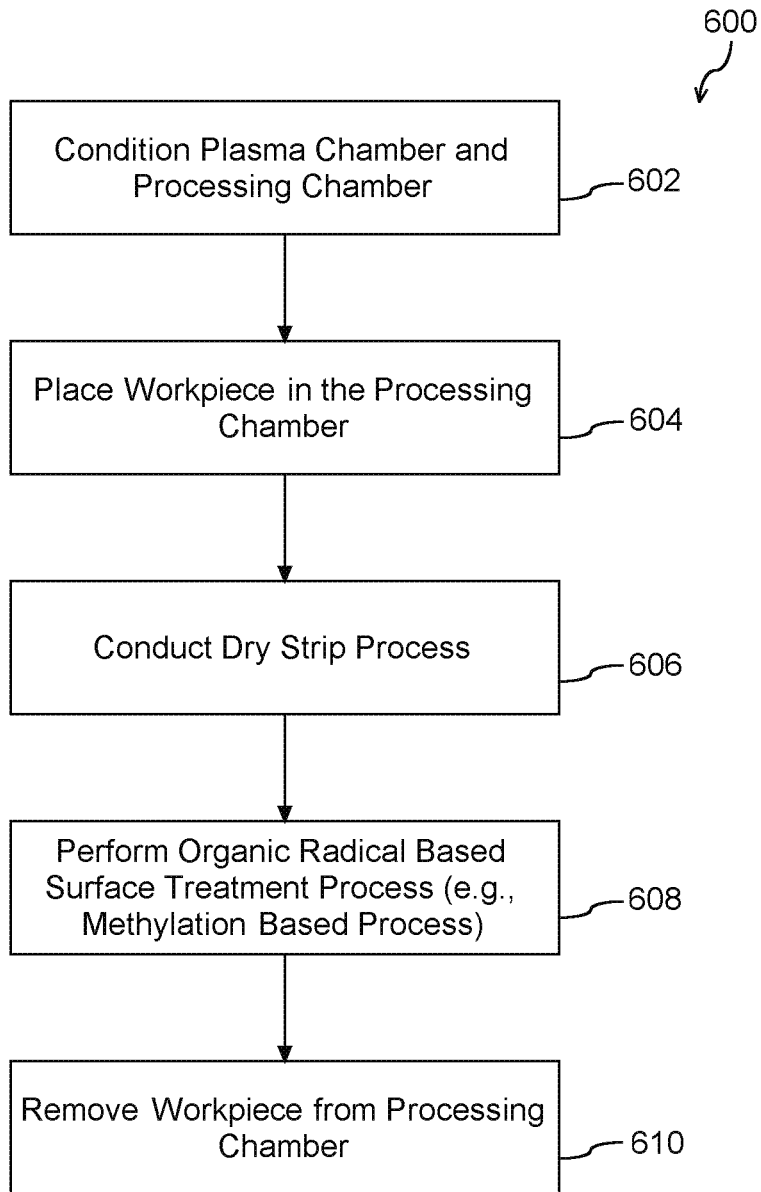 600
Condition Plasma Chamber and
Processing Chamber
602
Place Workpiece in the Processing
Chamber
604
Conduct Dry Strip Process
606
Perform Organic Radical Based
Surface Treatment Process (e.g.,
Methylation Based Process)
608
Remove Workpiece from Processing
Chamber
610